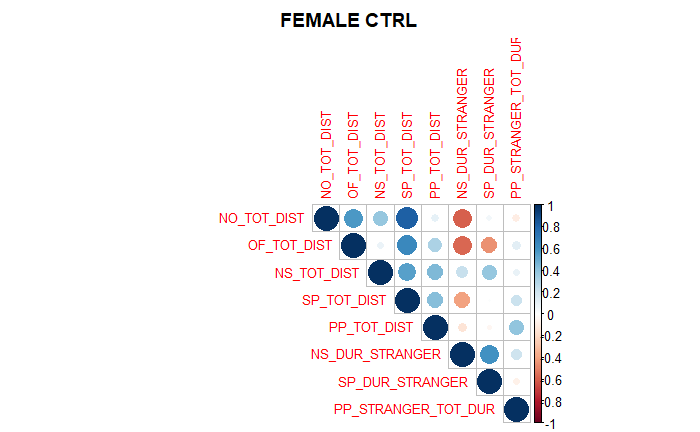 FEMALE CTRL
NO_TOT_DIST
OF_TOT_DIST
NS_TOT_DIST
SP_TOT_DIST
PP_TOT_DIST
NS_DUR_STRANGER
SP_DUR_STRANGER
PP_STRANGER_TOT_DUR
NO_TOT_DIST
OF_TOT_DIST
NS_TOT_DIST
SP_TOT_DIST
PP_TOT_DIST
NS_DUR_STRANGER
SP_DUR_STRANGER
PP_STRANGER_TOT_DUR
1
0.8
0.6
0.4
0.2
0
-0.2
-0.4
-0.6
-0.8
-1